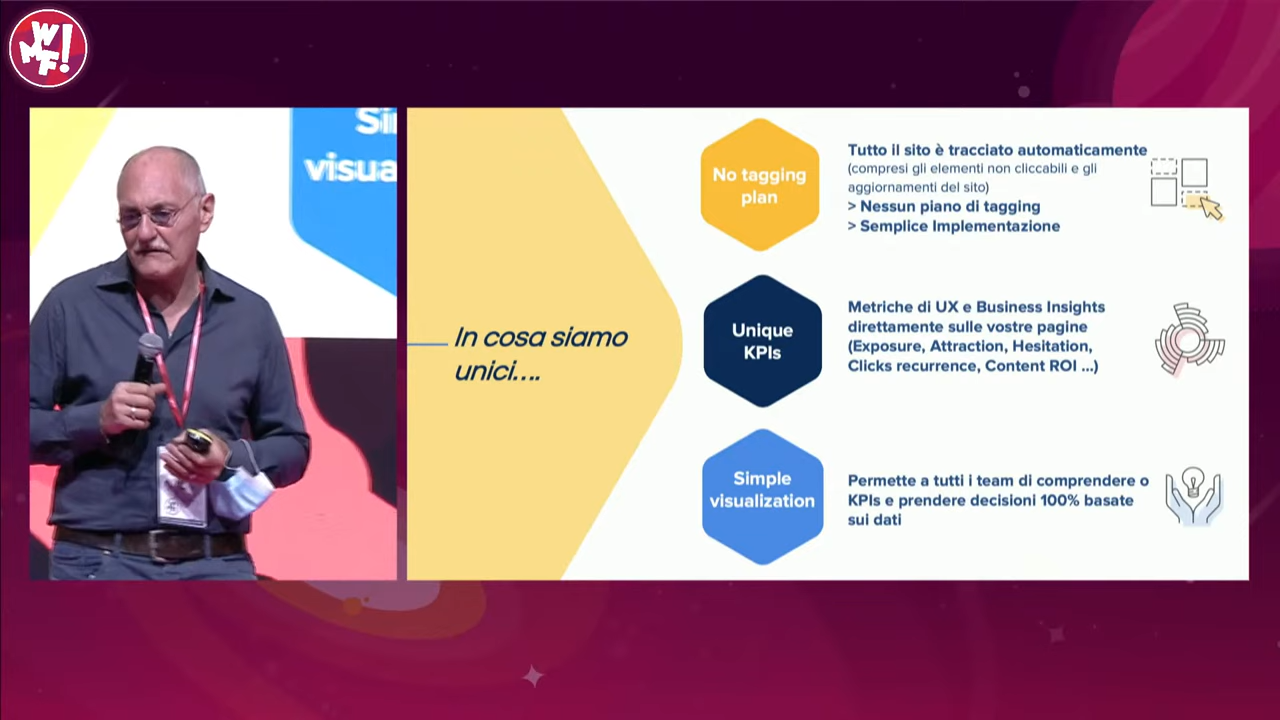 WMF!
Si
visua
In cosa siamo
unici....
No tagging
plan
Tutto il sito è tracciato automaticamente
(compresi gli elementi non cliccabili e gli
aggiornamenti del sito)
> Nessun piano di tagging
> Semplice Implementazione
Unique
KPIs
Metriche di UX e Business Insights
direttamente sulle vostre pagine
(Exposure, Attraction, Hesitation,
Clicks recurrence, Content ROI ...)
Simple
visualization
Permette a tutti i team di comprendere o
KPIs e prendere decisioni 100% basate
sui dati